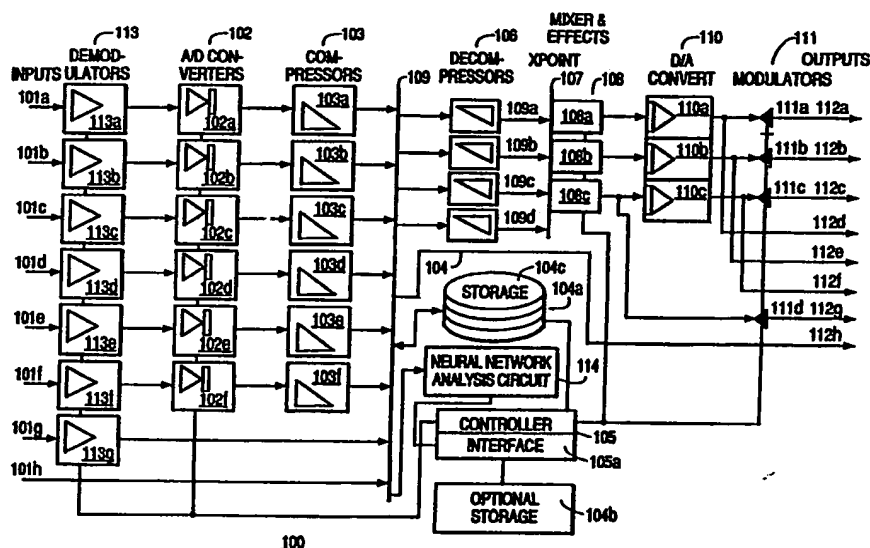 113
DEMOD-
ULATORS
102
A/D CON-
VERTERS
103
COM-
PRESSORS
106
DECOM-
PRESSORS
MIXER &
EFFECTS
XPOINT
107
108
110
D/A
CONVERT
111
MODULATORS
OUTPUTS
INPUTS
109
101a
113a
102a
103a
109a
108a
110a
111a 112a
101b
113b
102b
103b
109b
108b
110b
111b 112b
101c
113c
102c
103c
109c
108c
110c
111c 112c
109d
112d
101d
113d
102d
103d
104
104c
STORAGE
104a
112e
112f
101e
113e
102e
103e
111d 112g
112h
101f
113f
102f
103f
NEURAL NETWORK
ANALYSIS CIRCUIT
114
101g
113g
CONTROLLER
105
INTERFACE
105a
101h
OPTIONAL
STORAGE
104b
100